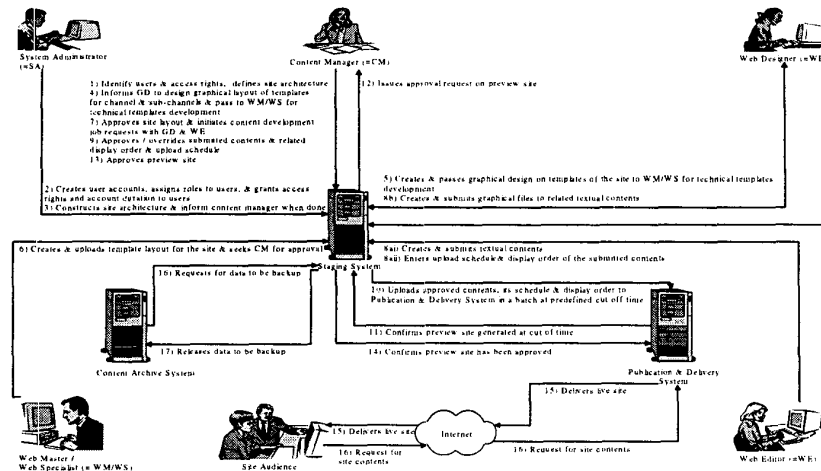 System Administrator
(=SA)
Content Manager (=CM)
Web Designer (=WE
1) Identify users & access rights, defines site architecture
4) Informs GD to design graphical layout of templates
for channel & sub-channels & pass to WM/WS for
technical templates development
7) Approves site layout & initiates content development
job requests with GD & WE
9) Approves / overrides submitted contents & related
display order & upload schedule
13) Approves preview site
12) Issues approval request on preview site
2) Creates user accounts, assigns roles to users, & grants access
rights and account duration to users
3) Constructs site architecture & inform content manager when done
5) Creates & passes graphical design on templates of the site to WM/WS for technical templates
development
8b) Creates & submits graphical files to related textual contents
6) Creates & uploads template layout for the site & seeks CM for approval
8ai) Creates & submits textual contents
8aii) Enters upload schedule & display order of the submitted contents
Staging System
16) Requests for data to be backup
10) Uploads approved contents, its schedule & display order to
Publication & Delivery System in a batch at predefined cut off time
11) Confirms preview site generated at cut of time
17) Releases data to be backup
14) Confirms preview site has been approved
Content Archive System
Publication & Delivery
System
15) Delivers live site
15) Delivers live site
Internet
16) Request for
site contents
16) Request for site contents
Web Master /
Web Specialist (= WM/WS)
Site Audience
Web Editor (=WE)